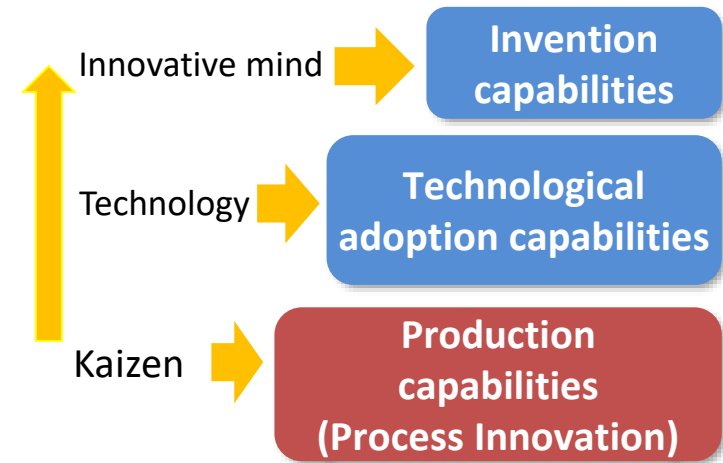 Innovative mind
Invention
capabilities
Technology
Technological
adoption capabilities
Kaizen
Production
capabilities
(Process Innovation)